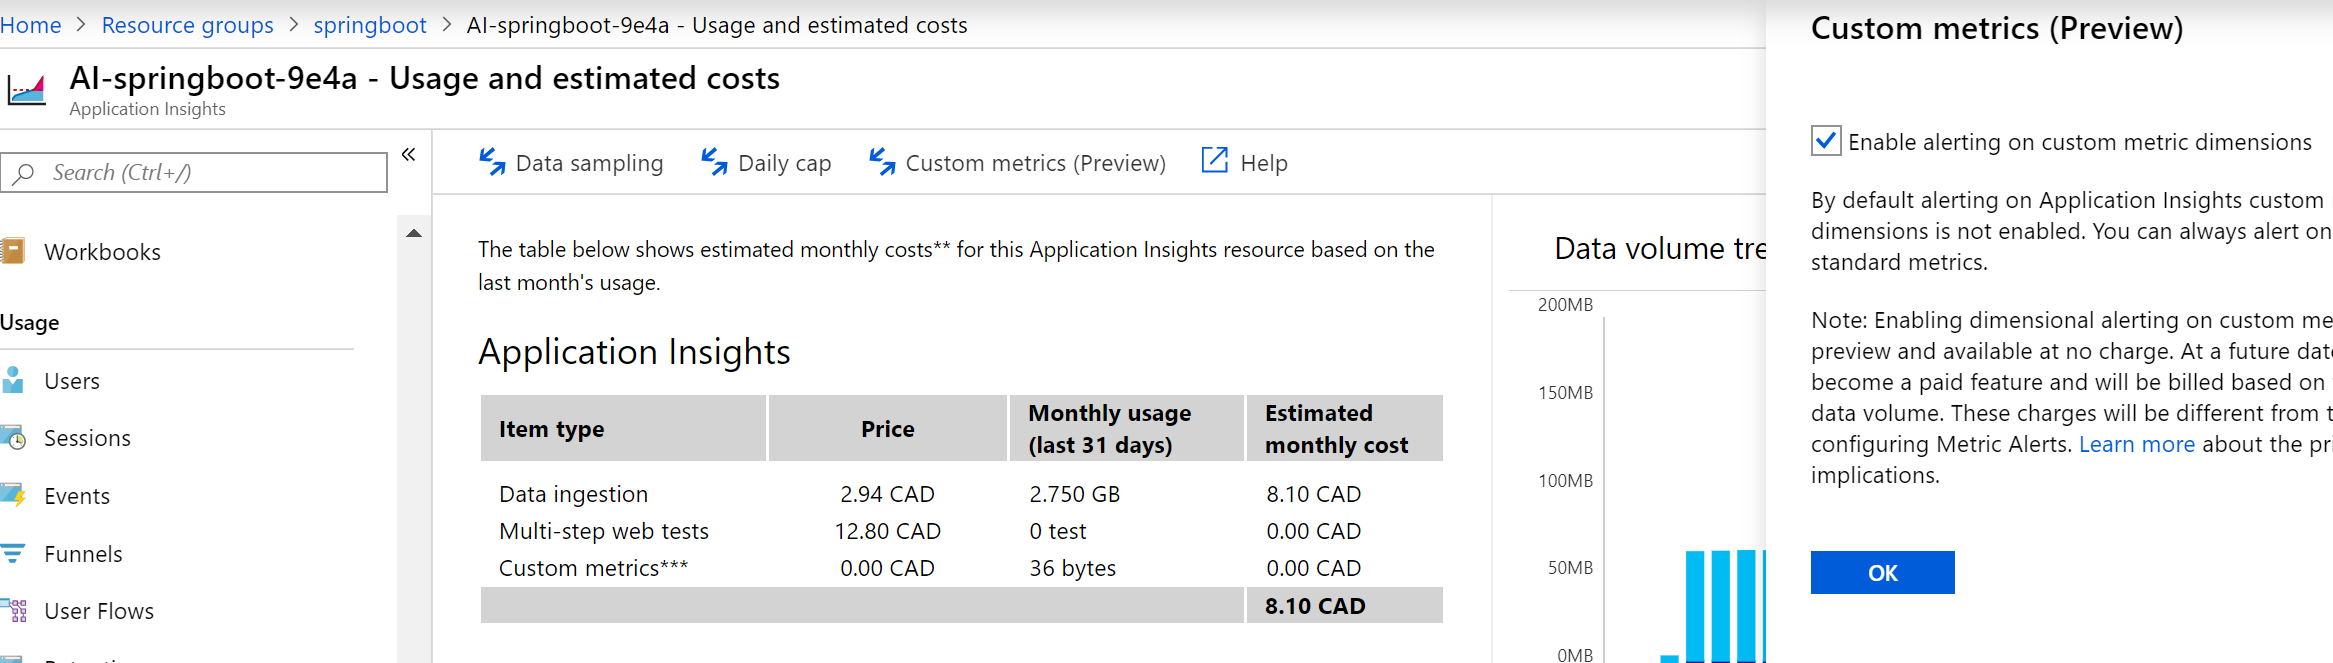 Home > Resource groups > springboot > AI-springboot-9e4a - Usage and estimated costs
AI-springboot-9e4a - Usage and estimated costs
Application Insights
Search (Ctrl+/)
«
Workbooks
Usage
Users
Sessions
Events
Funnels
User Flows
Data sampling
Daily cap
Custom metrics (Preview)
Help
The table below shows estimated monthly costs** for this Application Insights resource based on the
last month's usage.
Application Insights
Item type Price Monthly usage (last 31 days) Estimated monthly cost
Data ingestion 2.94 CAD 2.750 GB 8.10 CAD
Multi-step web tests 12.80 CAD 0 test 0.00 CAD
Custom metrics*** 0.00 CAD 36 bytes 0.00 CAD
8.10 CAD
Data volume tre
200MB
150MB
100MB
50MB
0MB
Custom metrics (Preview)
Enable alerting on custom metric dimensions
By default alerting on Application Insights custom
dimensions is not enabled. You can always alert on
standard metrics.
Note: Enabling dimensional alerting on custom me
preview and available at no charge. At a future dat
become a paid feature and will be billed based on
data volume. These charges will be different from t
configuring Metric Alerts. Learn more about the pri
implications.
OK